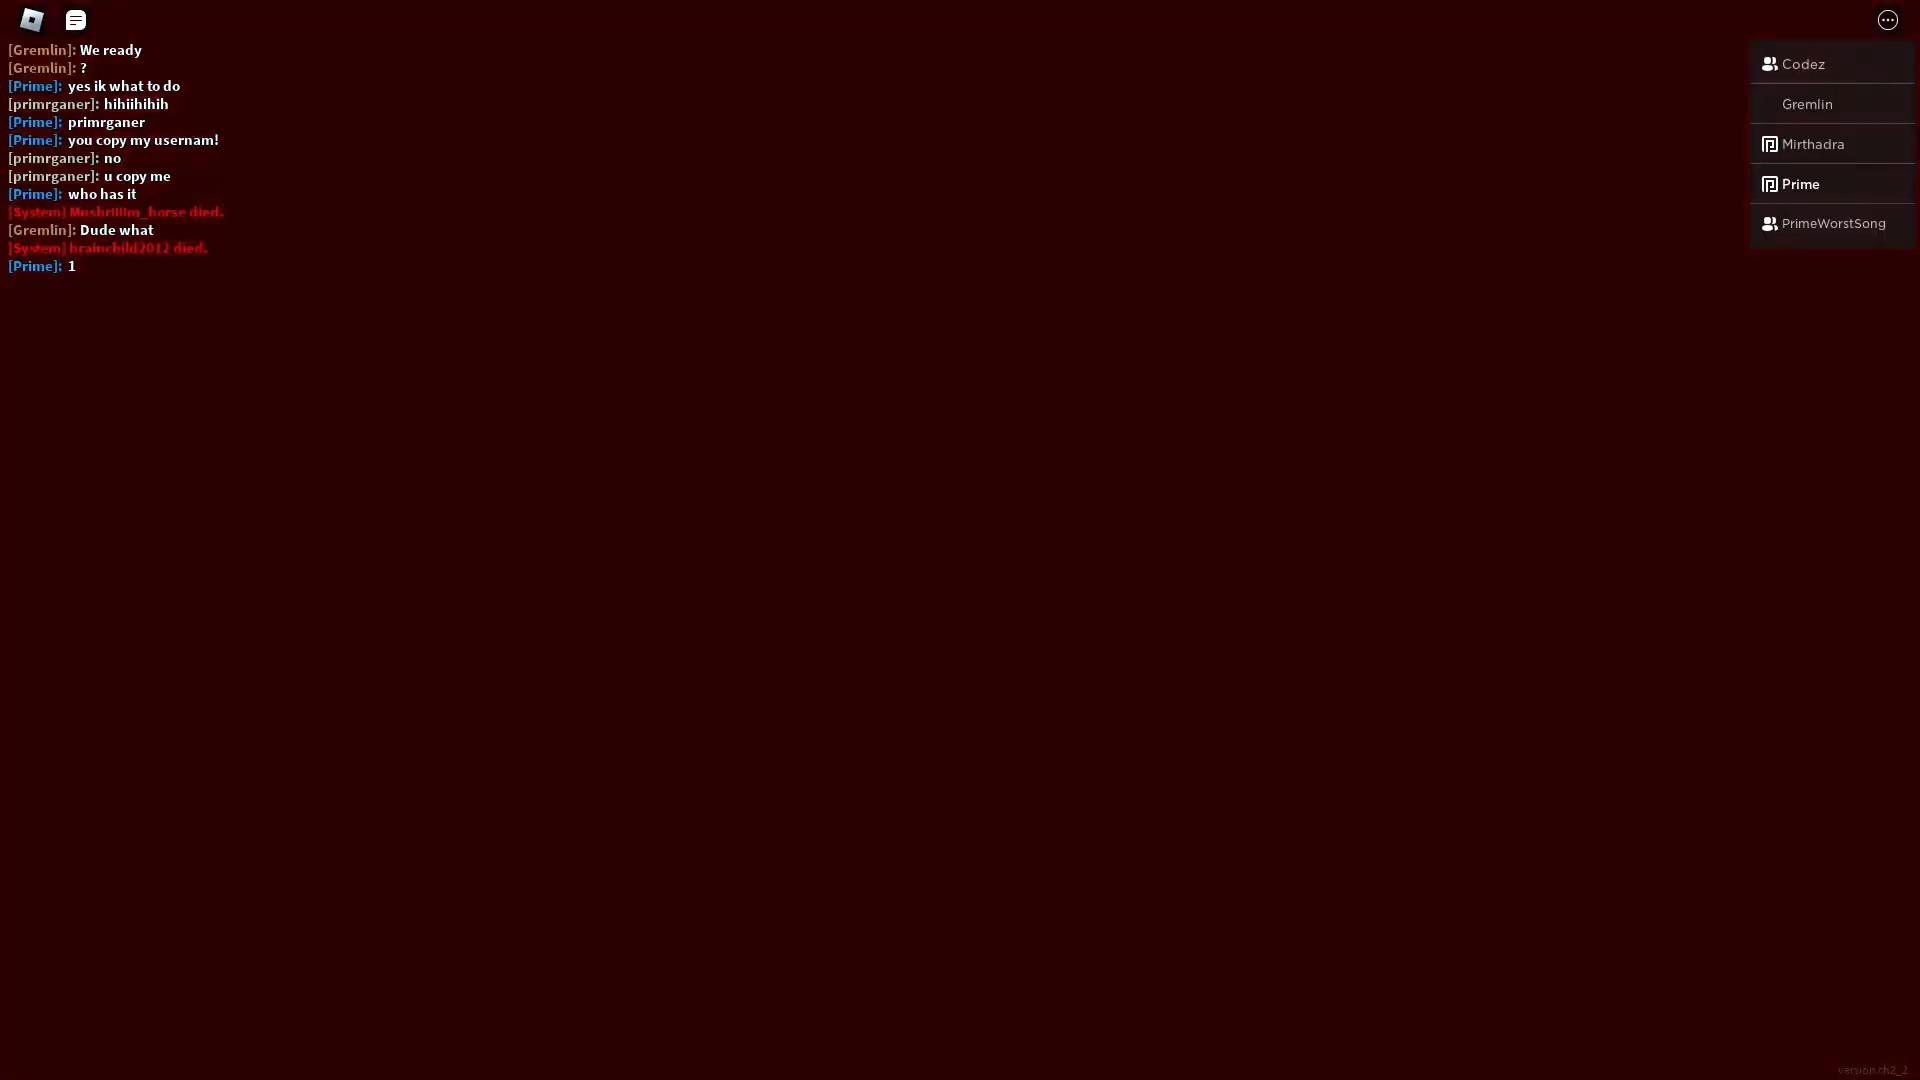 [Gremlin]: We ready
[Gremlin]: ?
[Prime]: yes ik what to do
[primrganer]: hihiihihih
[Prime]: primrganer
[Prime]: you copy my usernam!
[primrganer]: no
[primrganer]: u copy me
[Prime]: who has it
[System] died.
[Gremlin]: Dude what
[System] brainchild2012 died.
[Prime]: 1
Codez
Gremlin
Mirthadra
Prime
PrimeWorstSong
version:ch2_2